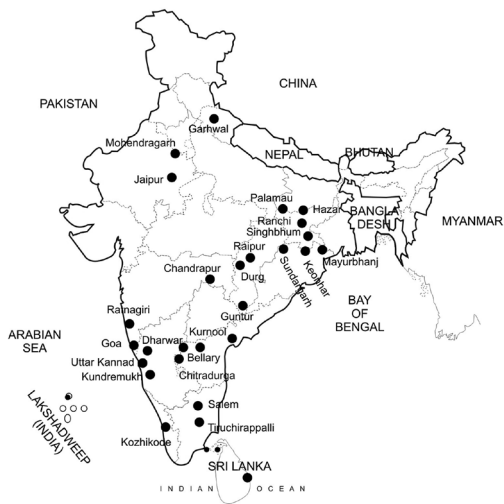 CHINA
PAKISTAN
Garhwal
Mohendragarh
NEPAL
BHUTAN
Jaipur
Palamau
Hazar
BANGLA
DESH
MYANMAR
Ranchi
Singhbhum
Raipur
Mayurbhanj
Chandrapur
Durg
Sundargarh
Keonhar
Ratnagiri
Guntur
BAY
OF
BENGAL
ARABIAN
SEA
Goa
Dharwar
Kurnool
Uttar Kannad
Bellary
Kundremukh
Chitradurga
LAKSHADWEEP
(INDIA)
Salem
Kozhikode
Tiruchirappalli
SRI LANKA
INDIAN OCEAN